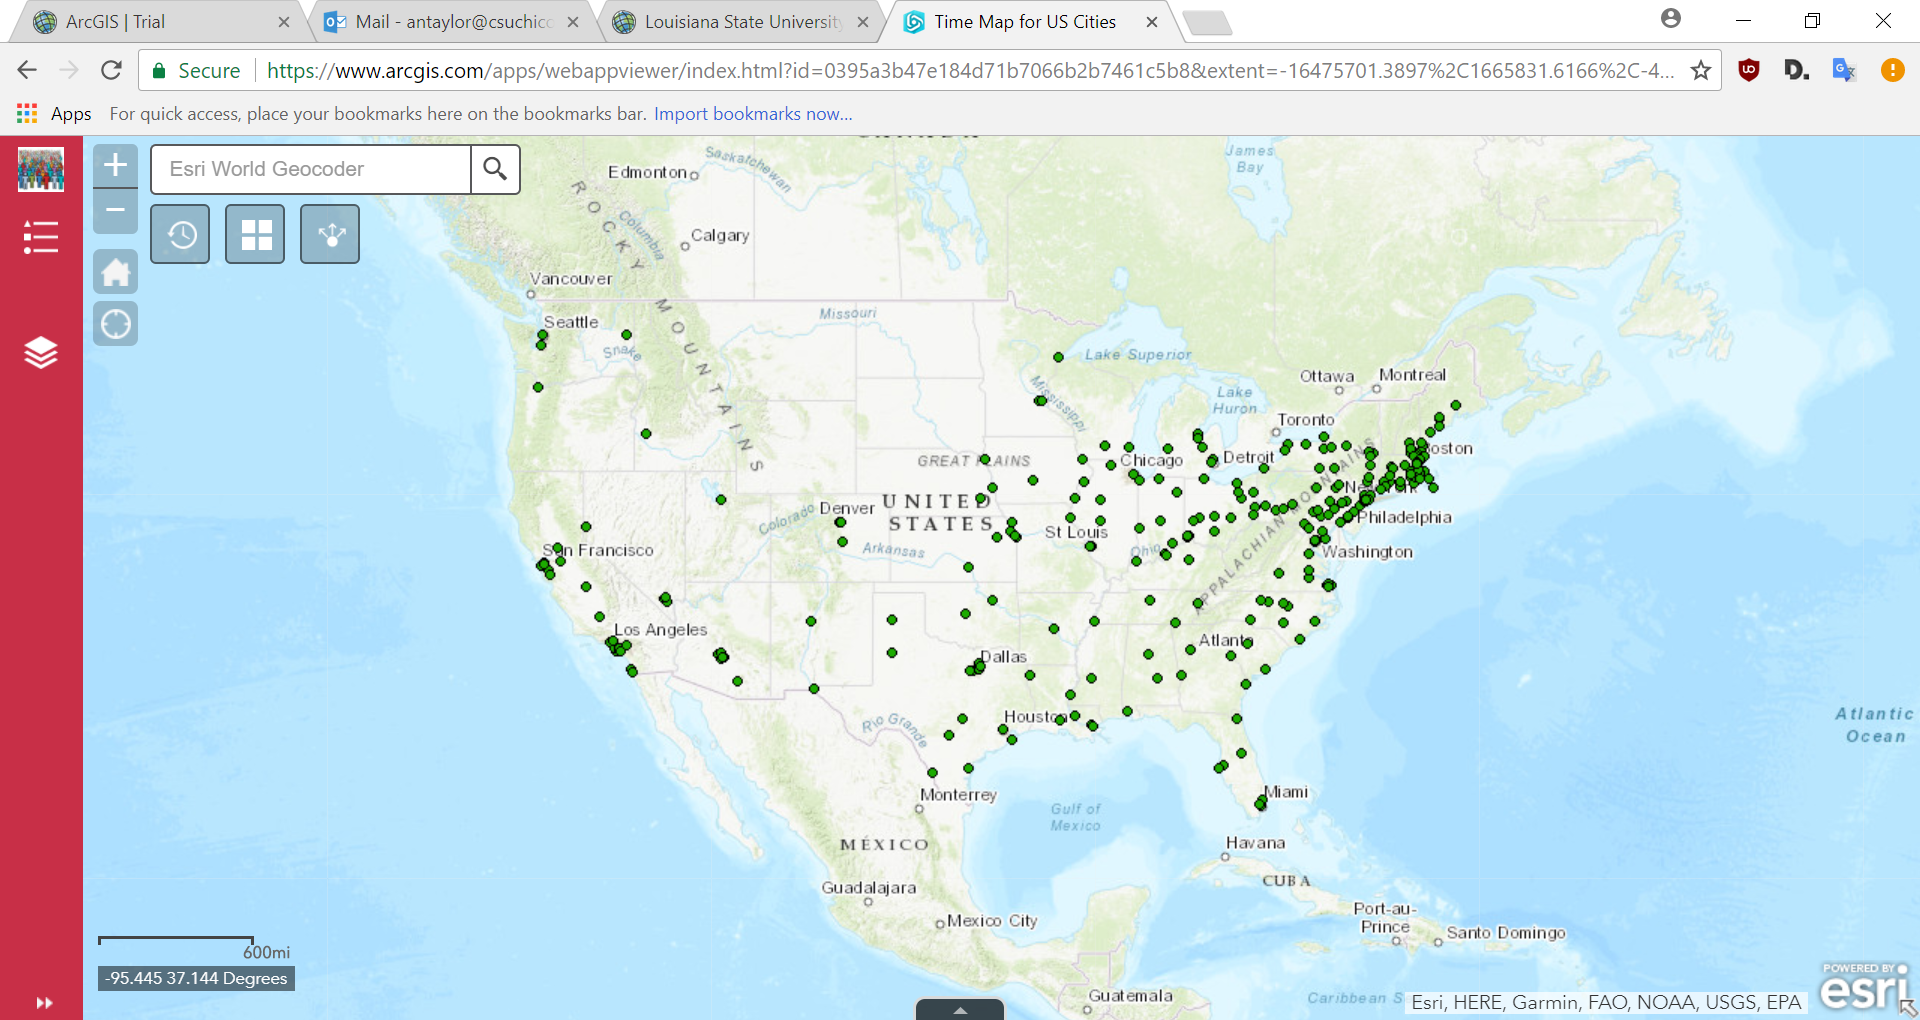 ArcGIS | Trial
Mail - antaylor@csuchico
Louisiana State University
Time Map for US Cities
Secure
https://www.arcgis.com/apps/webappviewer/index.html?id=0395a3b47e184d71b7066b2b7461c5b8&extent=-16475701.3897%2C1665831.6166%2C-4...
Apps
For quick access, place your bookmarks here on the bookmarks bar. Import bookmarks now...
+
Esri World Geocoder
−
Edmonton
Saskatchewan
James
Bay
Calgary
Columbia
ROCKY MOUNTAINS
Vancouver
Seattle
Missouri
Snake
Lake Superior
Mississippi
Ottawa
Montreal
Lake
Huron
Toronto
GREAT PLAINS
Chicago
Detroit
Boston
New York
UNITED
STATES
Denver
Colorado
Arkansas
St Louis
Ohio
APPALACHIAN MOUNTAINS
Philadelphia
Washington
San Francisco
Los Angeles
Atlanta
Dallas
Houston
Rio Grande
Atlantic
Ocean
Monterrey
Miami
Gulf of
Mexico
MÉXICO
Havana
CUBA
Guadalajara
Mexico City
Port-au-
Prince
Santo Domingo
600mi
-95.445 37.144 Degrees
Guatemala
Caribbean S
Esri, HERE, Garmin, FAO, NOAA, USGS, EPA
POWERED BY
esri